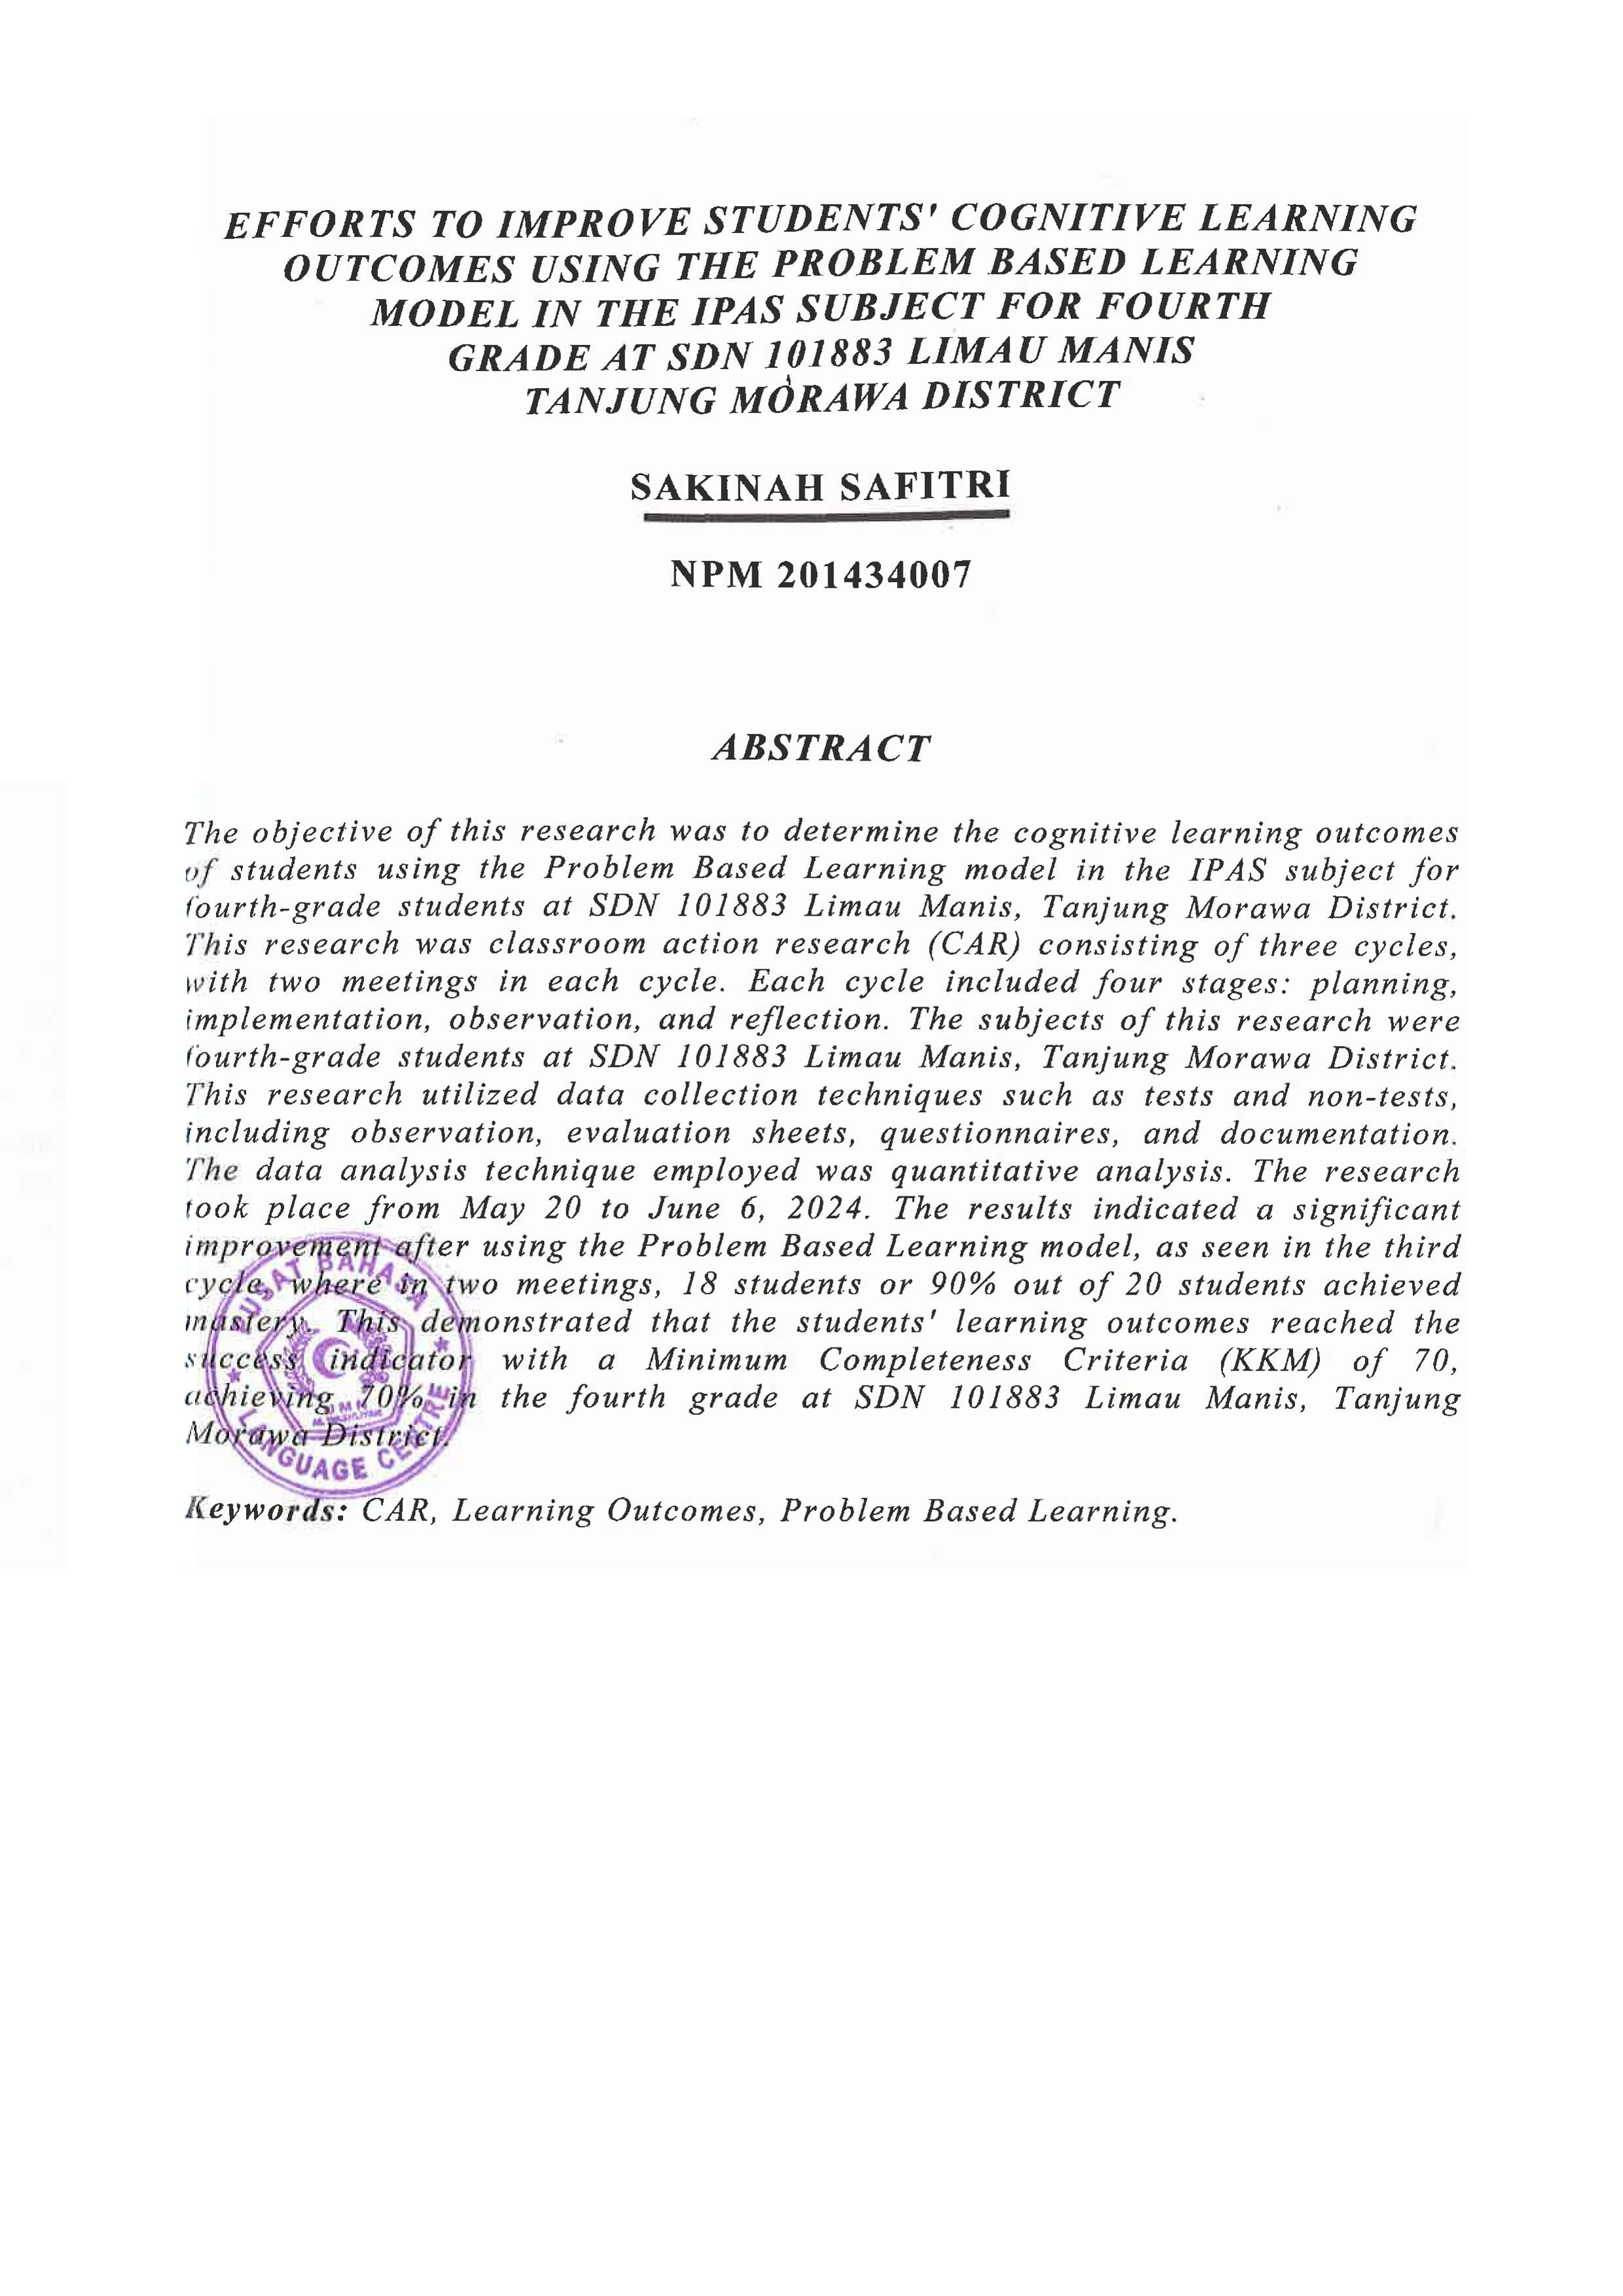 EFFORTS TO IMPROVE STUDENTS' COGNITIVE LEARNING
OUTCOMES USING THE PROBLEM BASED LEARNING
MODEL IN THE IPAS SUBJECT FOR FOURTH
GRADE AT SDN 101883 LIMAU MANIS
TANJUNG MORAWA DISTRICT
SAKINAH SAFITRI
NPM 201434007
ABSTRACT
The objective of this research was to determine the cognitive learning outcomes
of students using the Problem Based Learning model in the IPAS subject for
fourth-grade students at SDN 101883 Limau Manis, Tanjung Morawa District.
This research was classroom action research (CAR) consisting of three cycles,
with two meetings in each cycle. Each cycle included four stages: planning,
implementation, observation, and reflection. The subjects of this research were
fourth-grade students at SDN 101883 Limau Manis, Tanjung Morawa District.
This research utilized data collection techniques such as tests and non-tests,
including observation, evaluation sheets, questionnaires, and documentation.
The data analysis technique employed was quantitative analysis. The research
took place from May 20 to June 6, 2024. The results indicated a significant
improvement after using the Problem Based Learning model, as seen in the third
cycle, where in two meetings, 18 students or 90% out of 20 students achieved
mastery. This demonstrated that the students' learning outcomes reached the
success indicator with a Minimum Completeness Criteria (KKM) of 70,
achieving 70% in the fourth grade at SDN 101883 Limau Manis, Tanjung
Morawa District.
PUSAT BAHASA
LANGUAGE CENTRE
Keywords: CAR, Learning Outcomes, Problem Based Learning.